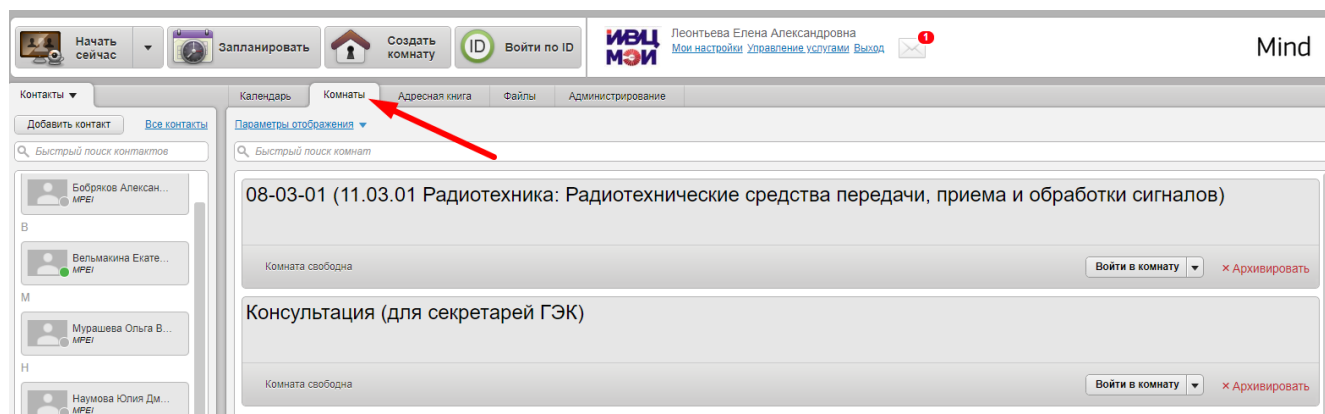 Начать
сейчас
Запланировать
Создать
комнату
ID
Войти по ID
ИВЦ
МЭИ
Леонтьева Елена Александровна
Мои настройки Управление услугами Выход
1
Mind
Контакты
Календарь Комнаты Адресная книга Файлы Администрирование
Добавить контакт Все контакты
Параметры отображения
Быстрый поиск контактов
Быстрый поиск комнат
Бобряков Алексан...
MPEI
В
Вельмакина Екате...
MPEI
М
Мурашева Ольга В...
MPEI
Н
Наумова Юлия Дм...
MPEI
08-03-01 (11.03.01 Радиотехника: Радиотехнические средства передачи, приема и обработки сигналов)
Комната свободна Войти в комнату × Архивировать
Консультация (для секретарей ГЭК)
Комната свободна Войти в комнату × Архивировать